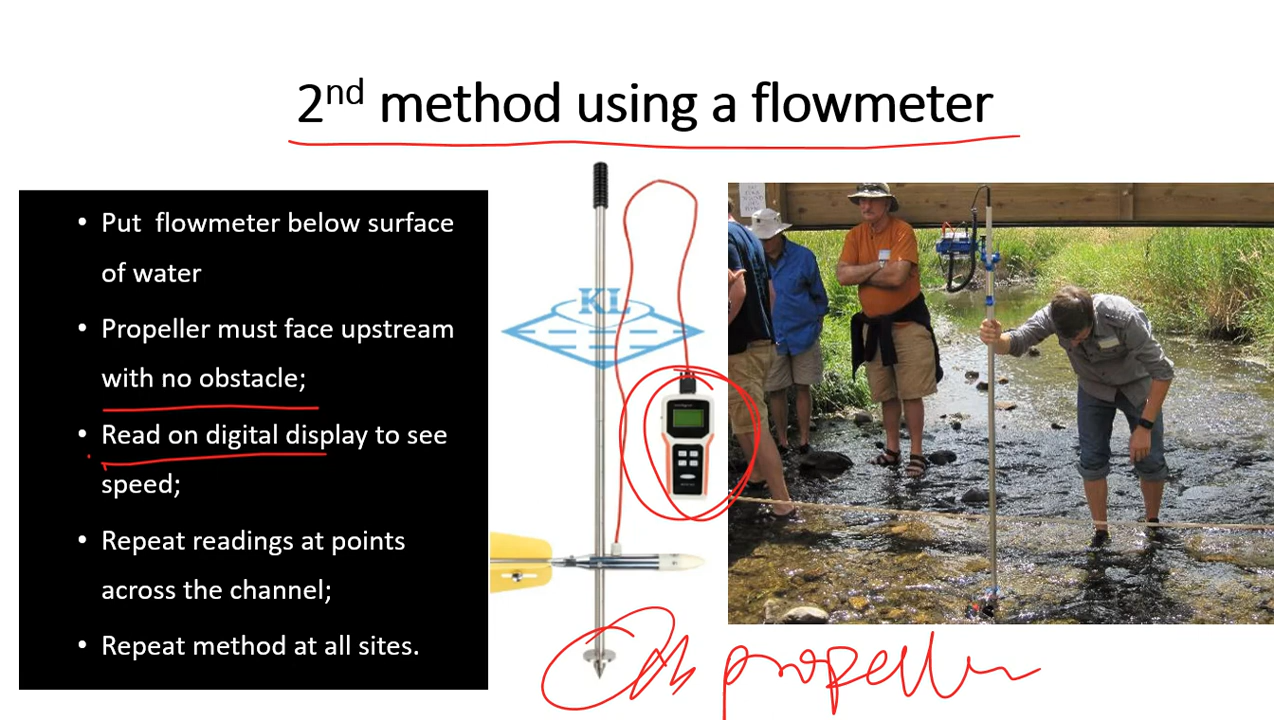 2nd method using a flowmeter
• Put flowmeter below surface
of water
• Propeller must face upstream
with no obstacle;
• Read on digital display to see
speed;
• Repeat readings at points
across the channel;
• Repeat method at all sites.
KL
propeller